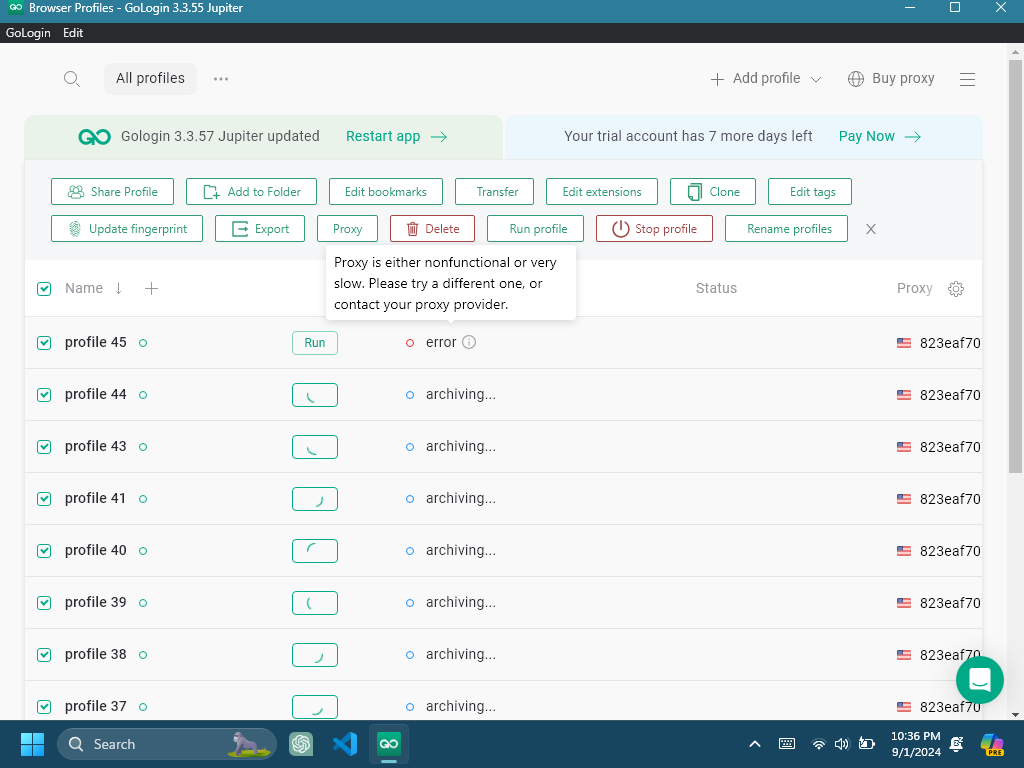 Browser Profiles - GoLogin 3.3.55 Jupiter
GoLogin Edit
All profiles
Add profile
Buy proxy
Gologin 3.3.57 Jupiter updated Restart app
Your trial account has 7 more days left Pay Now
Share Profile Add to Folder Edit bookmarks Transfer Edit extensions Clone Edit tags
Update fingerprint Export Proxy Delete Run profile Stop profile Rename profiles
Proxy is either nonfunctional or very
slow. Please try a different one, or
contact your proxy provider.
Name Status Proxy
profile 45 Run error 823eaf70
profile 44 archiving... 823eaf70
profile 43 archiving... 823eaf70
profile 41 archiving... 823eaf70
profile 40 archiving... 823eaf70
profile 39 archiving... 823eaf70
profile 38 archiving... 823eaf70
profile 37 archiving... 823eaf70
Search
GO
10:36 PM
9/1/2024
PRE